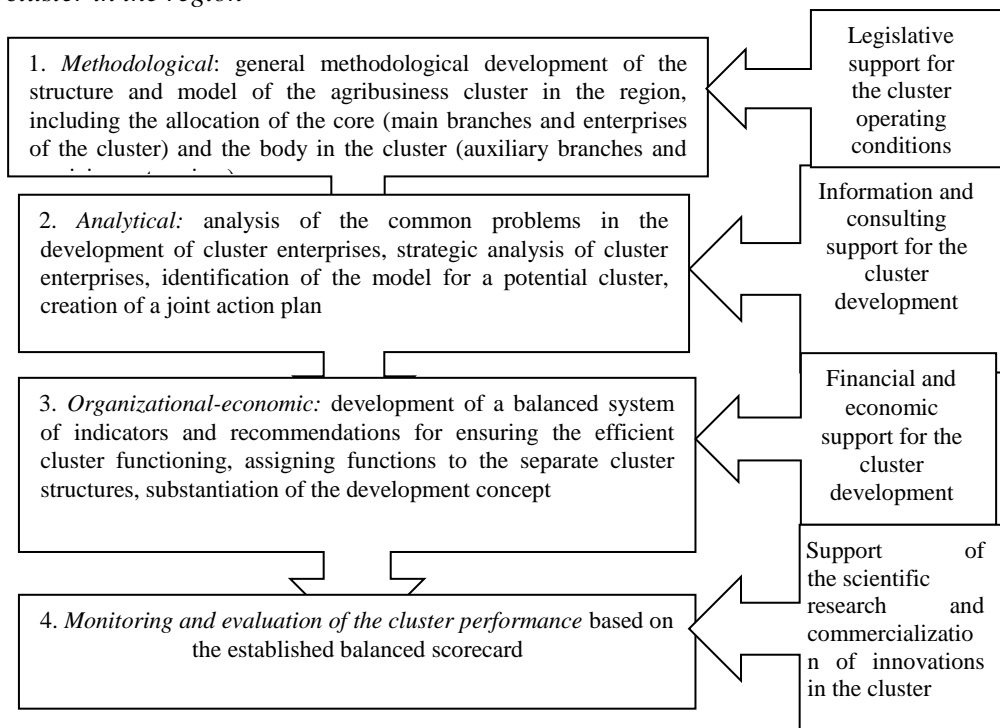 cluster in the region
1. Methodological: general methodological development of the
structure and model of the agribusiness cluster in the region,
including the allocation of the core (main branches and enterprises
of the cluster) and the body in the cluster (auxiliary branches and
Legislative
support for
the cluster
operating
conditions
2. Analytical: analysis of the common problems in the
development of cluster enterprises, strategic analysis of cluster
enterprises, identification of the model for a potential cluster,
creation of a joint action plan
Information and
consulting
support for the
cluster
development
3. Organizational-economic: development of a balanced system
of indicators and recommendations for ensuring the efficient
cluster functioning, assigning functions to the separate cluster
structures, substantiation of the development concept
Financial and
economic
support for the
cluster
development
4. Monitoring and evaluation of the cluster performance based on
the established balanced scorecard
Support of
the scientific
research and
commercializatio
n of innovations
in the cluster